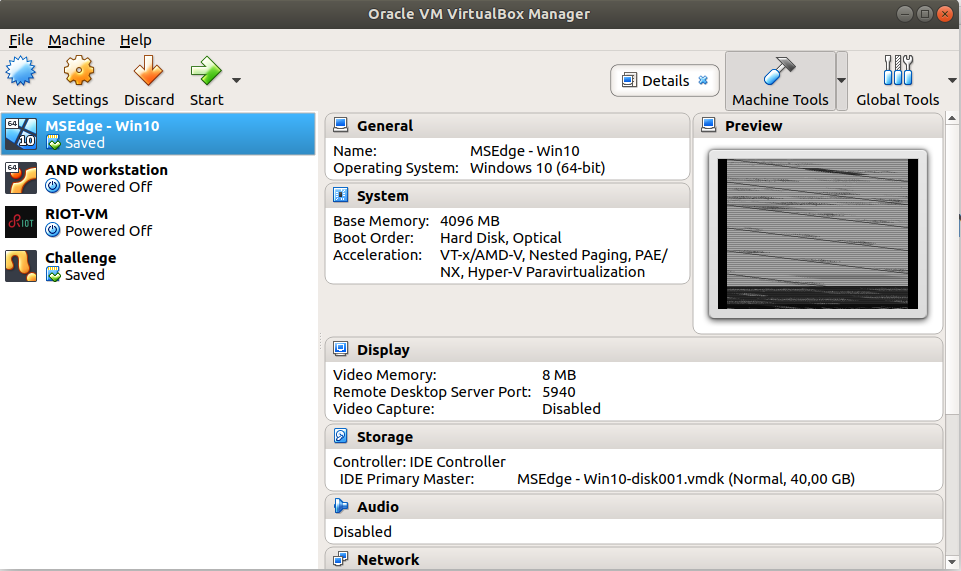 Oracle VM VirtualBox Manager
File Machine Help
New Settings Discard Start
Details
Machine Tools
Global Tools
64
10
MSEdge - Win10
Saved
64
AND workstation
Powered Off
RIOT
RIOT-VM
Powered Off
Challenge
Saved
General
Name: MSEdge - Win10
Operating System: Windows 10 (64-bit)
System
Base Memory: 4096 MB
Boot Order: Hard Disk, Optical
Acceleration: VT-x/AMD-V, Nested Paging, PAE/
NX, Hyper-V Paravirtualization
Preview
Display
Video Memory: 8 MB
Remote Desktop Server Port: 5940
Video Capture: Disabled
Storage
Controller: IDE Controller
IDE Primary Master: MSEdge - Win10-disk001.vmdk (Normal, 40,00 GB)
Audio
Disabled
Network